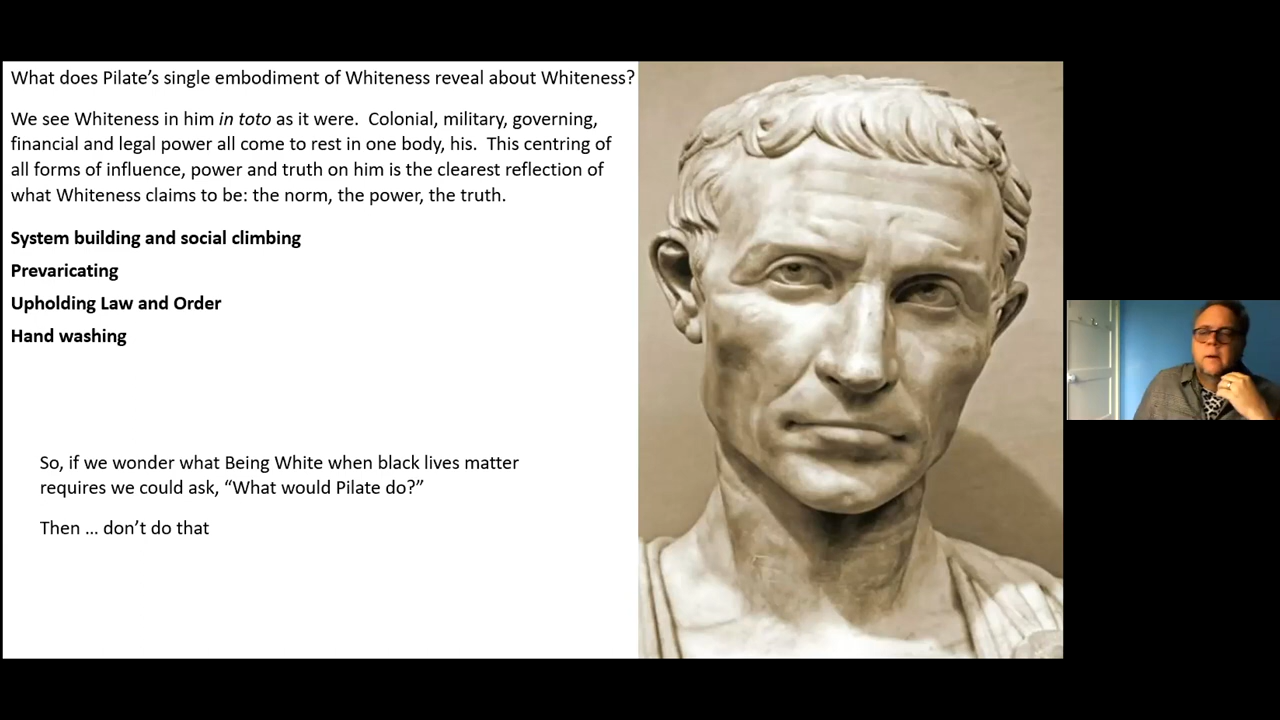 What does Pilate’s single embodiment of Whiteness reveal about Whiteness?
We see Whiteness in him in toto as it were.  Colonial, military, governing,
financial and legal power all come to rest in one body, his.  This centring of
all forms of influence, power and truth on him is the clearest reflection of
what Whiteness claims to be: the norm, the power, the truth.
System building and social climbing
Prevaricating
Upholding Law and Order
Hand washing
So, if we wonder what Being White when black lives matter
requires we could ask, “What would Pilate do?”
Then … don’t do that